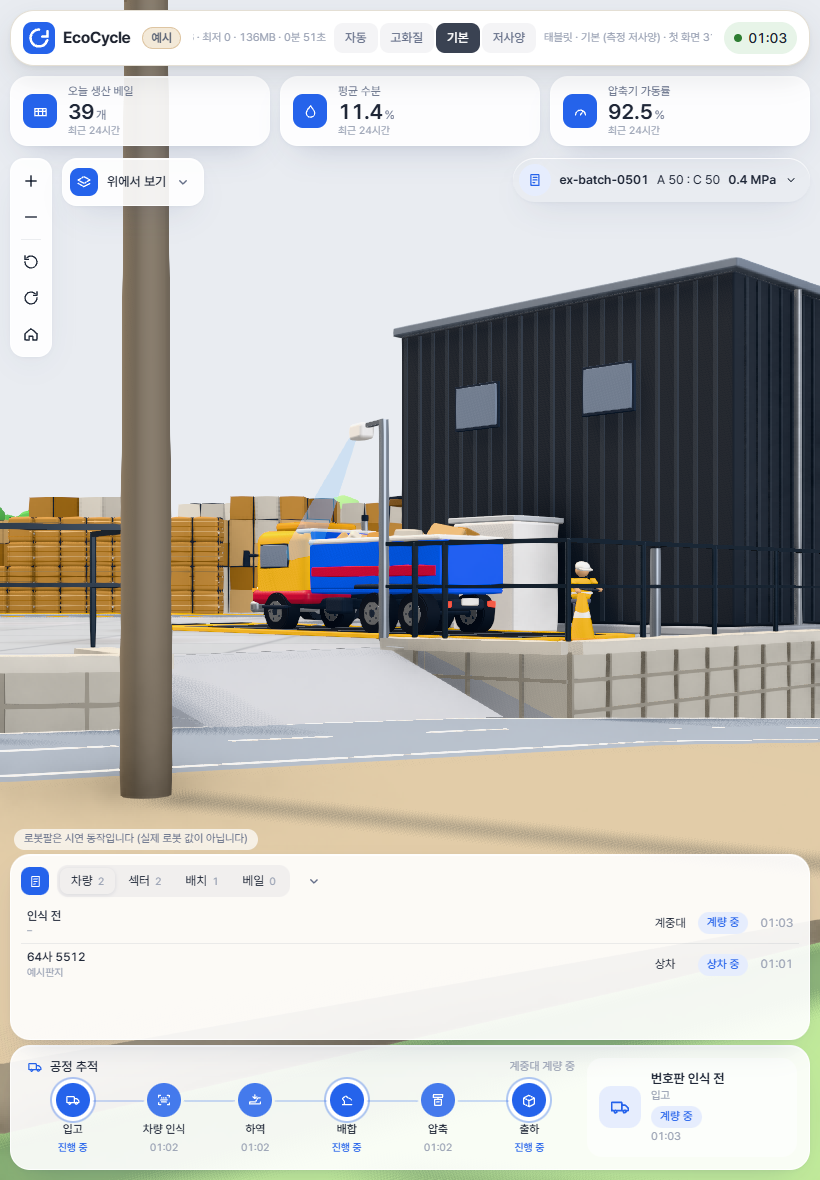 EcoCycle 예시 · 최저 0 · 136MB · 0분 51초 자동 고화질 기본 저사양 태블릿 · 기본 (측정 저사양) · 첫 화면 01:03
오늘 생산 베일
39개
최근 24시간
평균 수분
11.4%
최근 24시간
압축기 가동률
92.5%
최근 24시간
위에서 보기
ex-batch-0501 A 50 : C 50 0.4 MPa
로봇팔은 시연 동작입니다 (실제 로봇 값이 아닙니다)
차량 2 섹터 2 배치 1 베일 0
인식 전 계중대 계량 중 01:03
–
64사 5512 상차 상차 중 01:01
예시판지
공정 추적 계중대 계량 중
입고 차량 인식 하역 배합 압축 출하
진행 중 01:02 01:02 진행 중 01:02 진행 중
번호판 인식 전
입고
계량 중
01:03